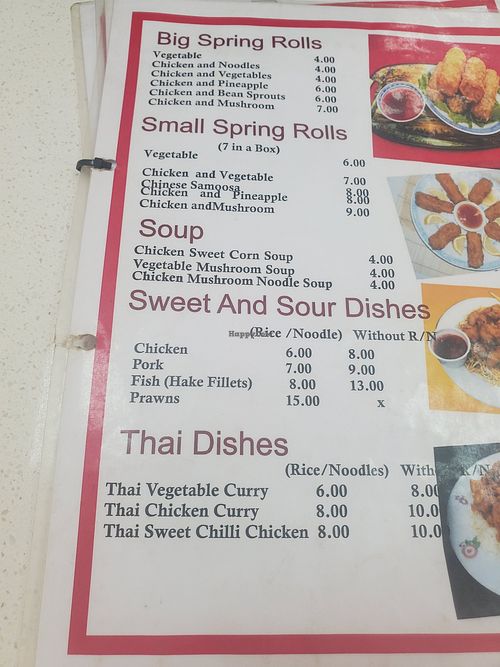 Big Spring Rolls
Vegetable 4.00
Chicken and Noodles 4.00
Chicken and Vegetables 4.00
Chicken and Pineapple 6.00
Chicken and Bean Sprouts 6.00
Chicken and Mushroom 7.00
Small Spring Rolls
(7 in a Box)
Vegetable 6.00
Chicken and Vegetable 7.00
Chinese Samoosa 8.00
Chicken and Pineapple 8.00
Chicken andMushroom 9.00
Soup
Chicken Sweet Corn Soup 4.00
Vegetable Mushroom Soup 4.00
Chicken Mushroom Noodle Soup 4.00
Sweet And Sour Dishes
(Rice /Noodle) Without R/N
Chicken 6.00 8.00
Pork 7.00 9.00
Fish (Hake Fillets) 8.00 13.00
Prawns 15.00 x
Thai Dishes
(Rice/Noodles) With R/N
Thai Vegetable Curry 6.00 8.00
Thai Chicken Curry 8.00 10.0
Thai Sweet Chilli Chicken 8.00 10.0